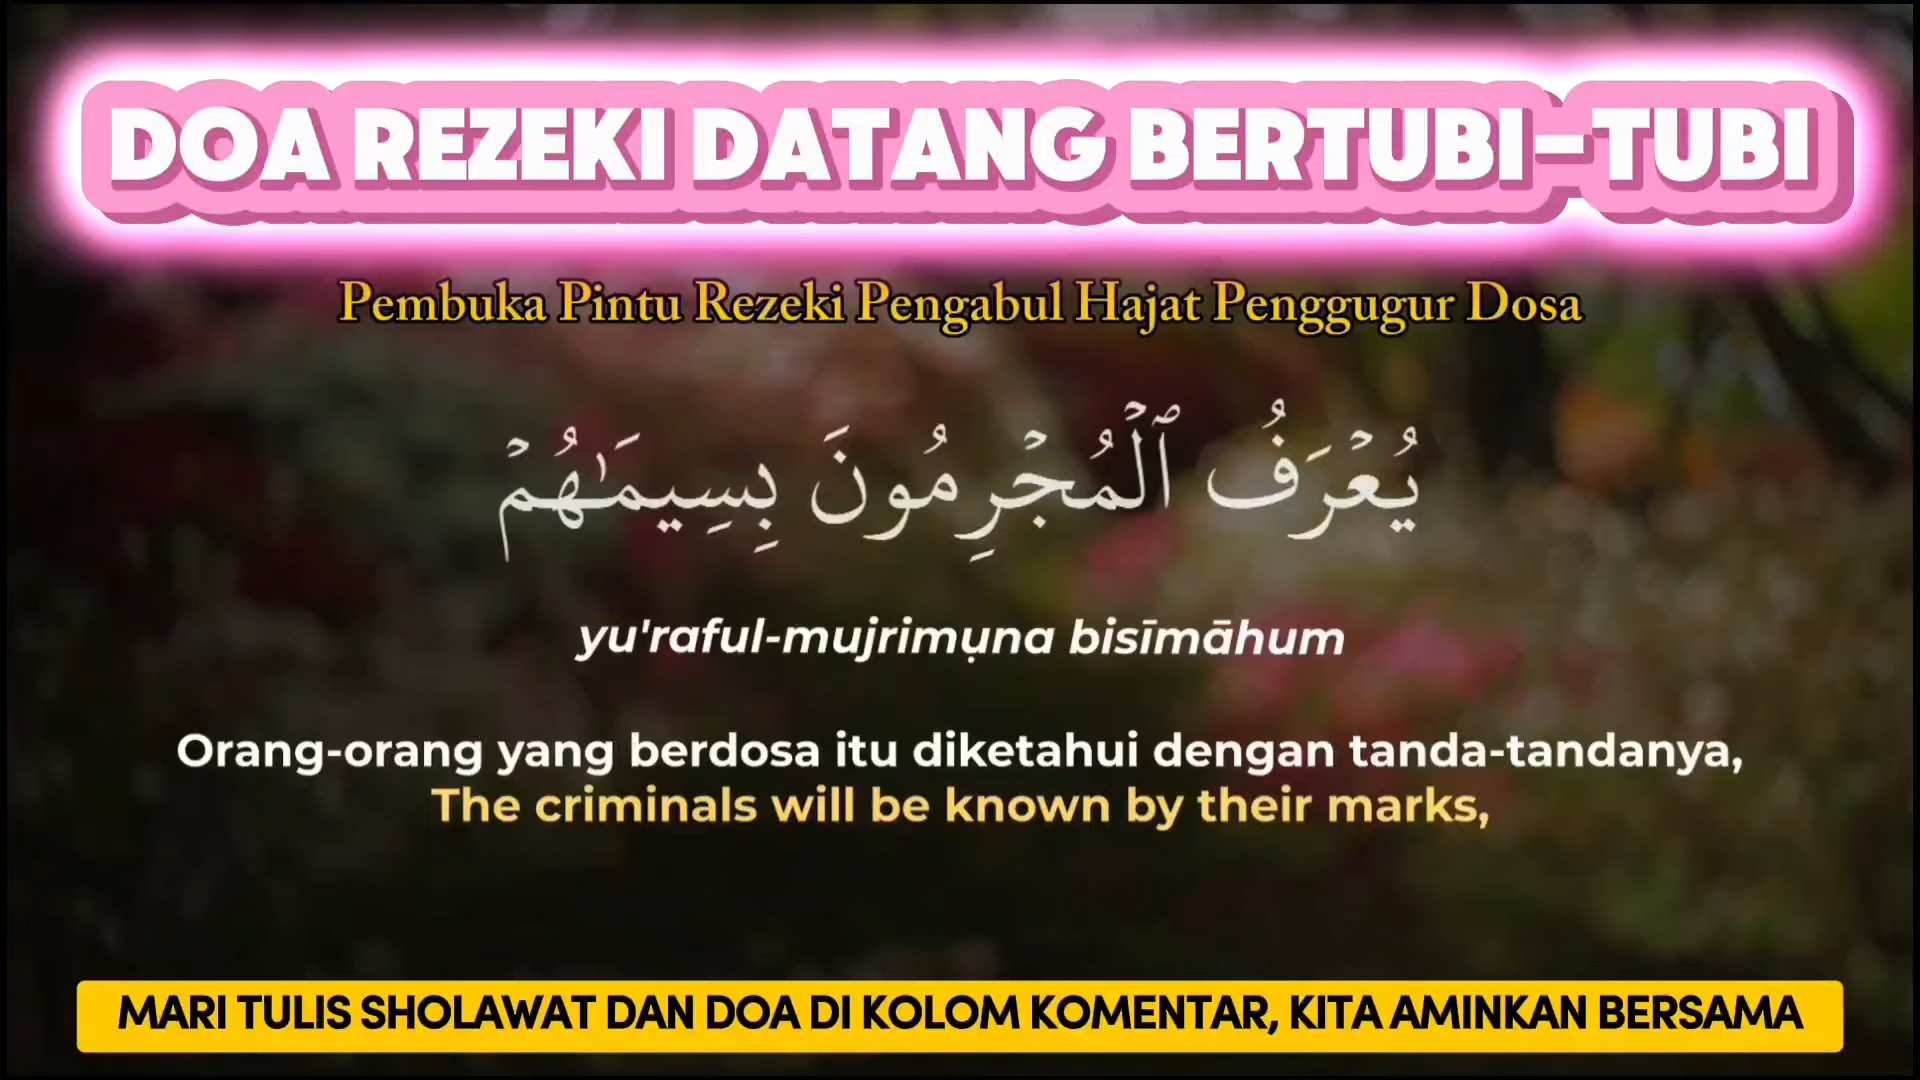 DOA REZEKI DATANG BERTUBI-TUBI
Pembuka Pintu Rezeki Pengabul Hajat Penggugur Dosa
يُعۡرَفُ ٱلۡمُجۡرِمُونَ بِسِيمَٰهُمۡ
yu'raful-mujrimụna bisīmāhum
Orang-orang yang berdosa itu diketahui dengan tanda-tandanya,
The criminals will be known by their marks,
MARI TULIS SHOLAWAT DAN DOA DI KOLOM KOMENTAR, KITA AMINKAN BERSAMA